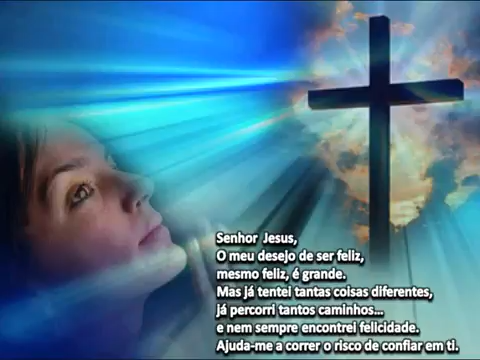 Senhor Jesus,
O meu desejo de ser feliz,
mesmo feliz, é grande.
Mas já tentei tantas coisas diferentes,
já percorri tantos caminhos...
e nem sempre encontrei felicidade.
Ajuda-me a correr o risco de confiar em ti.